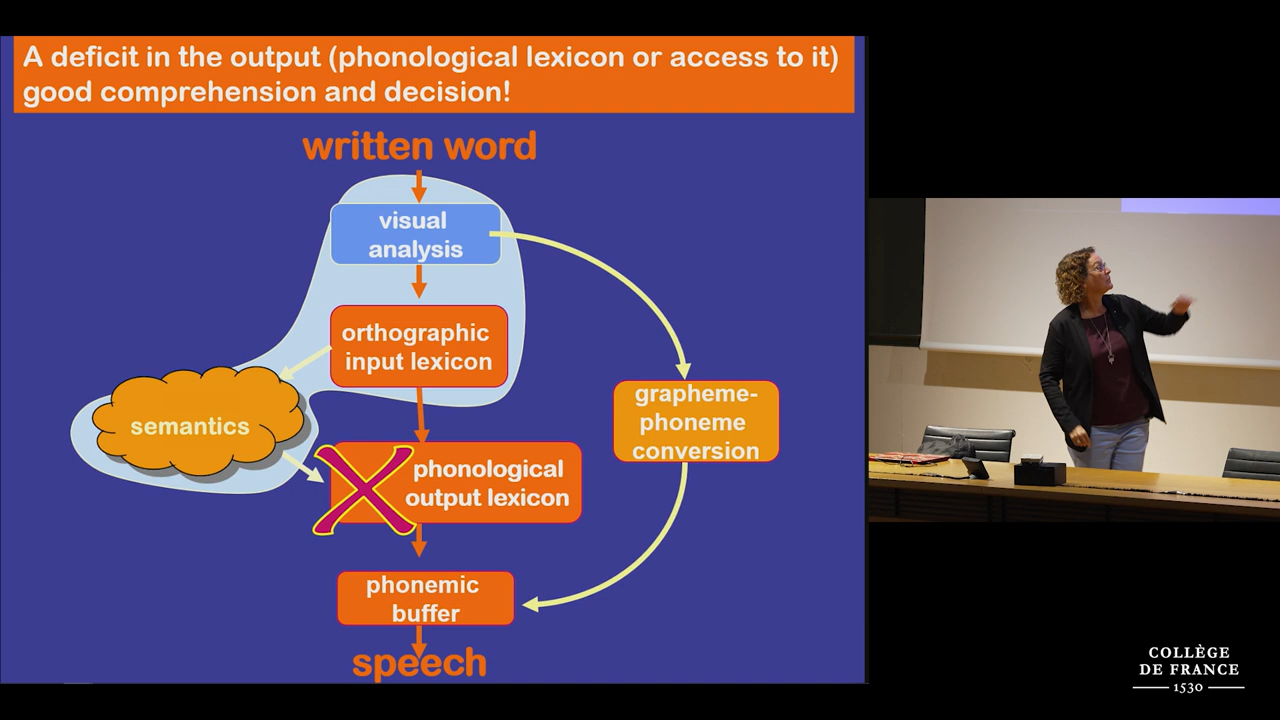 A deficit in the output (phonological lexicon or access to it)
good comprehension and decision!
written word
visual
analysis
orthographic
input lexicon
semantics
grapheme-
phoneme
conversion
phonological
output lexicon
phonemic
buffer
speech
COLLÈGE
DE FRANCE
1530